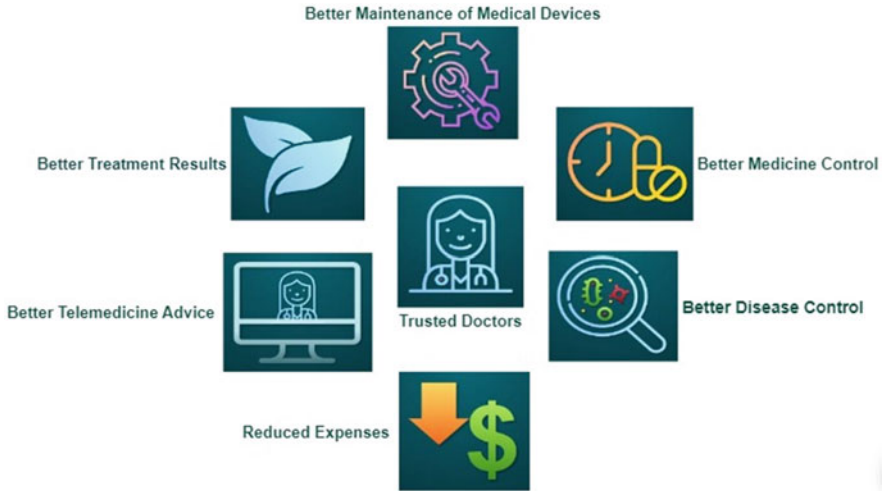 Better Maintenance of Medical Devices
Better Treatment Results
Better Medicine Control
Better Telemedicine Advice
Trusted Doctors
Better Disease Control
Reduced Expenses
$